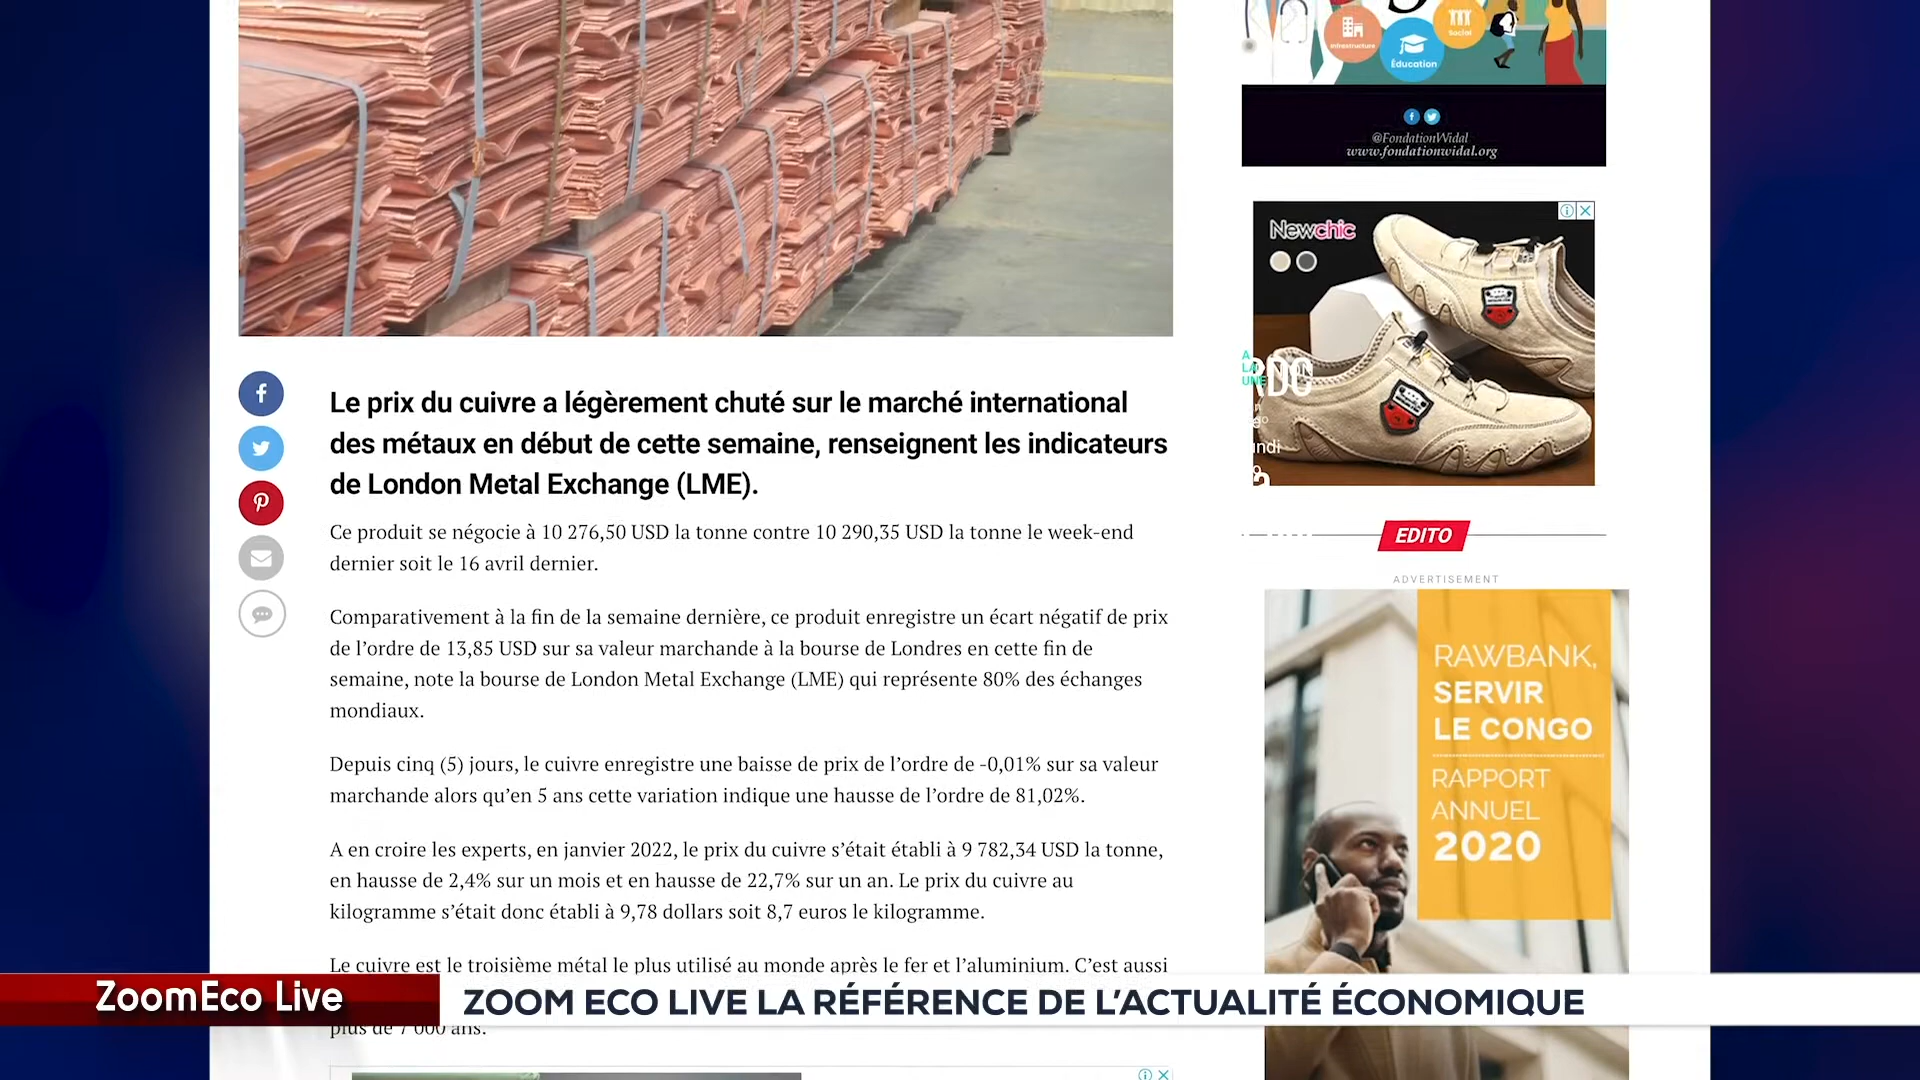 Infrastructure
Éducation
Social
@FondationWidal
www.fondationwidal.org
Newchic
A
LA
UNE
RDC
Le prix du cuivre a légèrement chuté sur le marché international
des métaux en début de cette semaine, renseignent les indicateurs
de London Metal Exchange (LME).
Ce produit se négocie à 10 276,50 USD la tonne contre 10 290,35 USD la tonne le week-end
dernier soit le 16 avril dernier.
Comparativement à la fin de la semaine dernière, ce produit enregistre un écart négatif de prix
de l’ordre de 13,85 USD sur sa valeur marchande à la bourse de Londres en cette fin de
semaine, note la bourse de London Metal Exchange (LME) qui représente 80% des échanges
mondiaux.
Depuis cinq (5) jours, le cuivre enregistre une baisse de prix de l’ordre de -0,01% sur sa valeur
marchande alors qu’en 5 ans cette variation indique une hausse de l’ordre de 81,02%.
A en croire les experts, en janvier 2022, le prix du cuivre s’était établi à 9 782,34 USD la tonne,
en hausse de 2,4% sur un mois et en hausse de 22,7% sur un an. Le prix du cuivre au
kilogramme s’était donc établi à 9,78 dollars soit 8,7 euros le kilogramme.
Le cuivre est le troisième métal le plus utilisé au monde après le fer et l’aluminium. C’est aussi
plus de 7 000 ans.
EDITO
ADVERTISEMENT
RAWBANK,
SERVIR
LE CONGO
RAPPORT
ANNUEL
2020
ZoomEco Live
ZOOM ECO LIVE LA RÉFÉRENCE DE L’ACTUALITÉ ÉCONOMIQUE